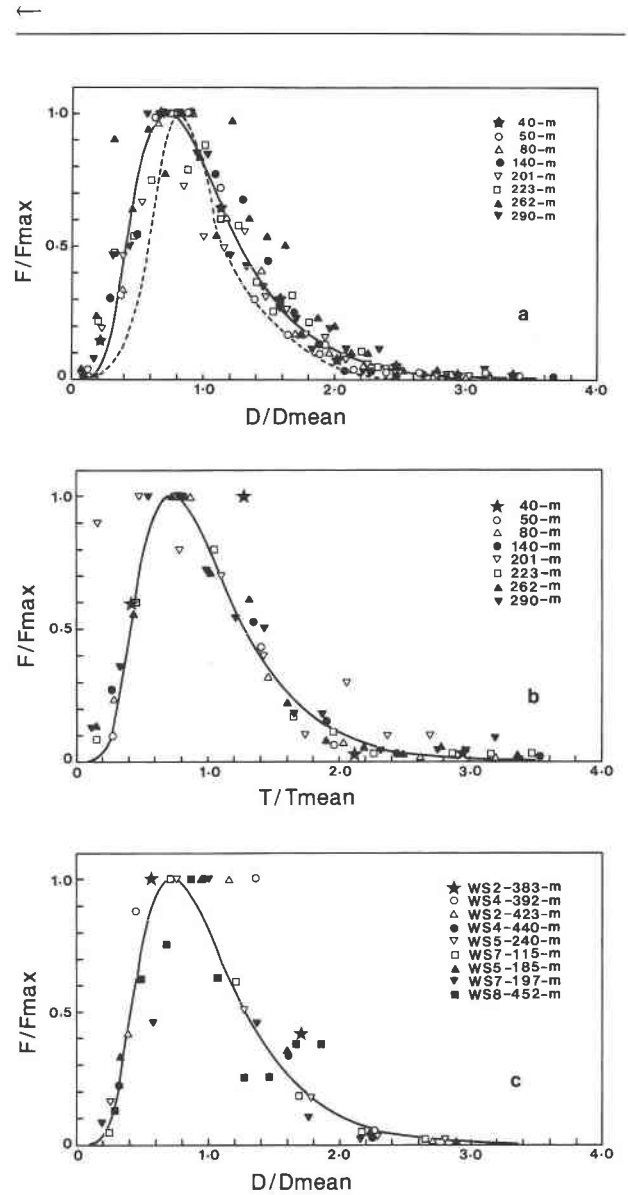 ←
1·0
0·5
0
F/Fmax
★ 40-m
○ 50-m
△ 80-m
● 140-m
▽ 201-m
□ 223-m
▲ 262-m
▼ 290-m
a
0 1·0 2·0 3·0 4·0
D/Dmean
1·0
0·5
0
F/Fmax
★ 40-m
○ 50-m
△ 80-m
● 140-m
▽ 201-m
□ 223-m
▲ 262-m
▼ 290-m
b
0 1·0 2·0 3·0 4·0
T/Tmean
1·0
0·5
0
F/Fmax
★ WS2-383-m
○ WS4-392-m
△ WS2-423-m
● WS4-440-m
▽ WS5-240-m
□ WS7-115-m
▲ WS5-185-m
▼ WS7-197-m
■ WS8-452-m
c
0 1·0 2·0 3·0 4·0
D/Dmean